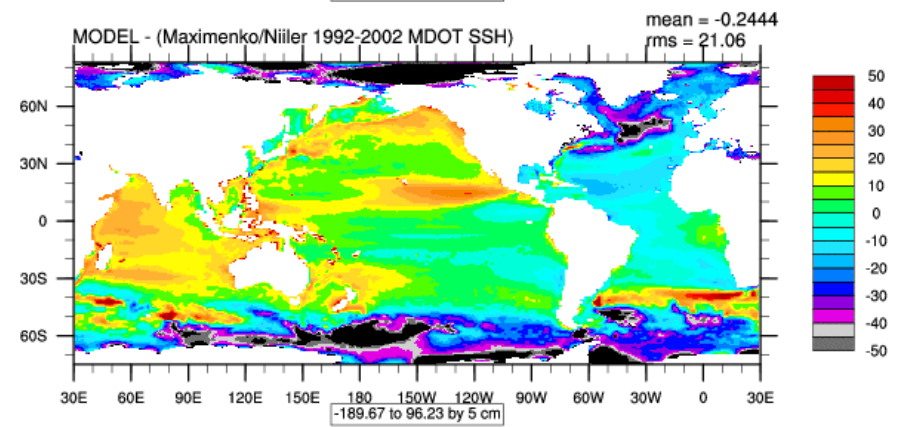 mean = -0.2444
MODEL - (Maximenko/Niiler 1992-2002 MDOT SSH)
rms = 21.06
60N
30N
0
30S
60S
30E 60E 90E 120E 150E 180 150W 120W 90W 60W 30W 0 30E
-189.67 to 96.23 by 5 cm
50
40
30
20
10
0
-10
-20
-30
-40
-50